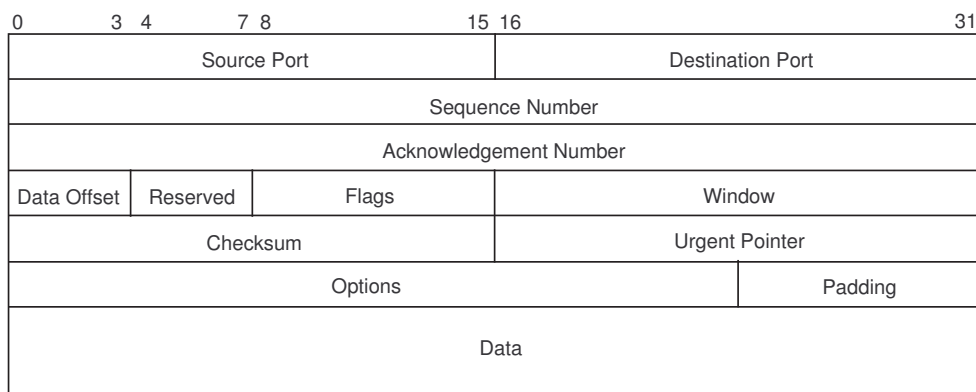 0 3 4 7 8 15 16 31
Source Port Destination Port
Sequence Number
Acknowledgement Number
Data Offset Reserved Flags Window
Checksum Urgent Pointer
Options Padding
Data